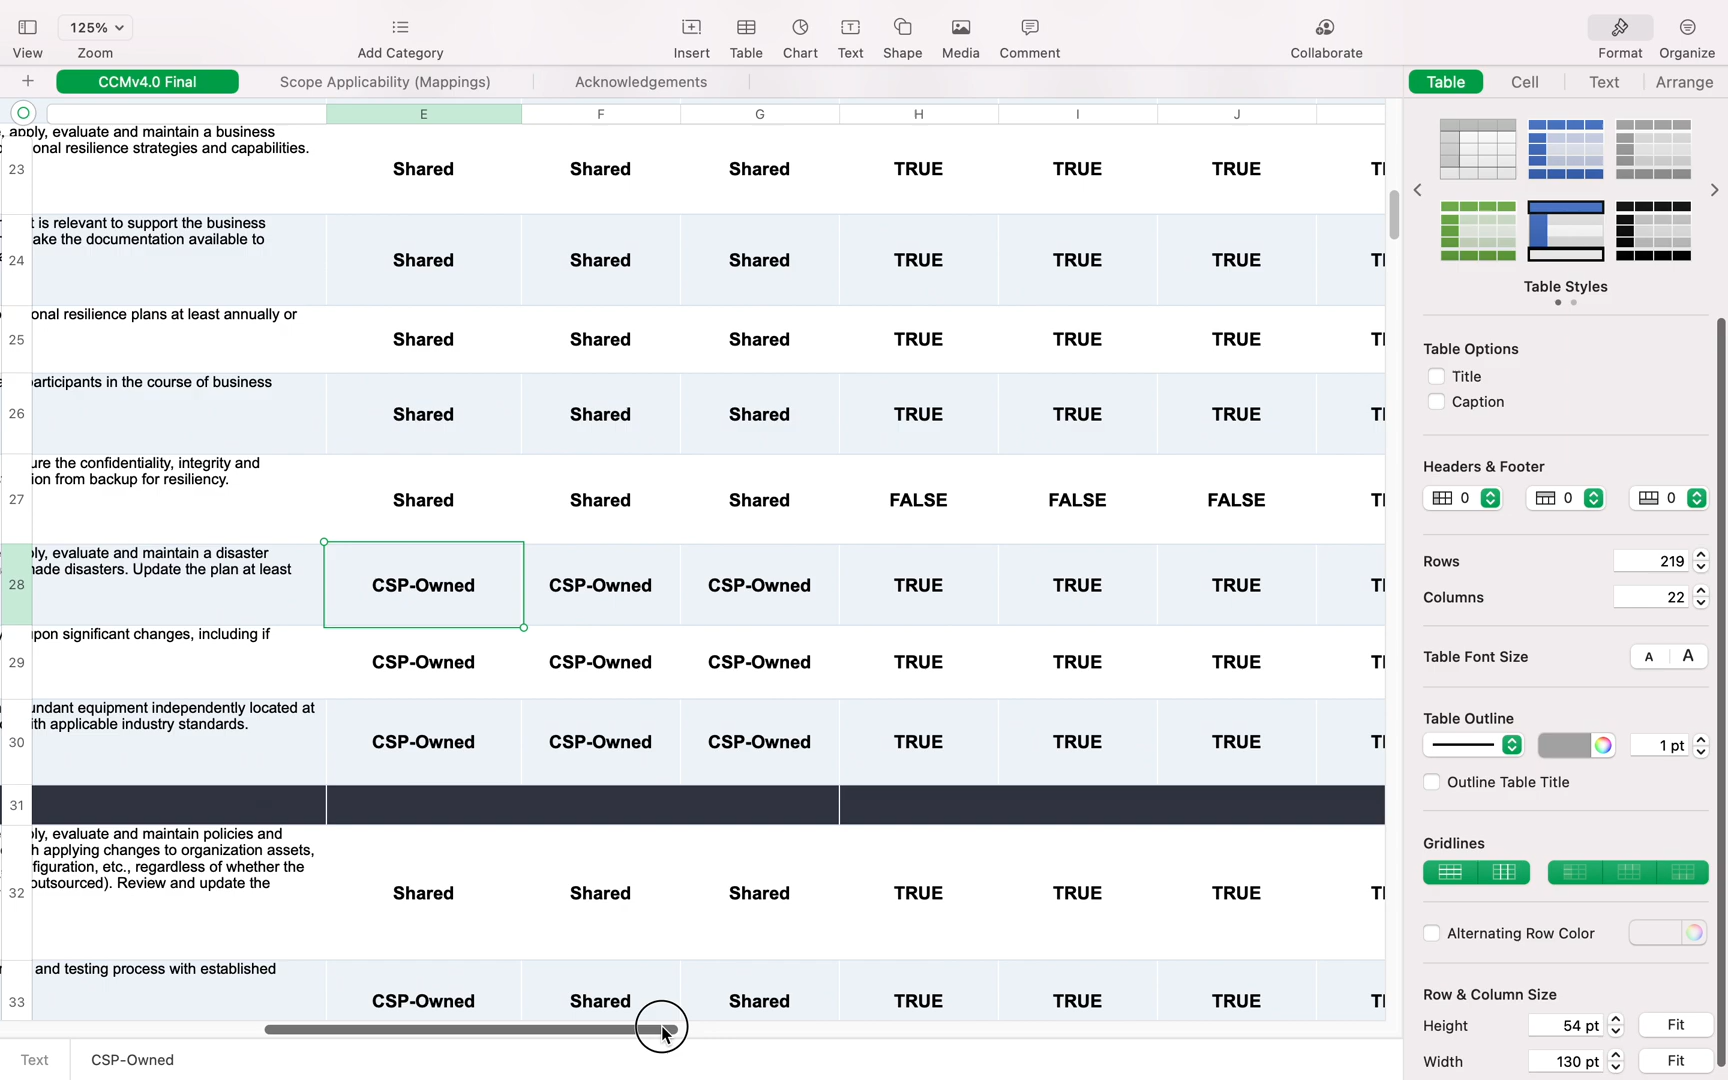 View
125%
Zoom
Add Category
Insert
Table
Chart
Text
Shape
Media
Comment
Collaborate
Format
Organize
CCMv4.0 Final
Scope Applicability (Mappings)
Acknowledgements
Table
Cell
Text
Arrange
E F G H I J
, apply, evaluate and maintain a business
onal resilience strategies and capabilities.
23 Shared Shared Shared TRUE TRUE TRUE
t is relevant to support the business
ake the documentation available to
24 Shared Shared Shared TRUE TRUE TRUE
onal resilience plans at least annually or
25 Shared Shared Shared TRUE TRUE TRUE
articipants in the course of business
26 Shared Shared Shared TRUE TRUE TRUE
ure the confidentiality, integrity and
ion from backup for resiliency.
27 Shared Shared Shared FALSE FALSE FALSE
ly, evaluate and maintain a disaster
ade disasters. Update the plan at least
28 CSP-Owned CSP-Owned CSP-Owned TRUE TRUE TRUE
upon significant changes, including if
29 CSP-Owned CSP-Owned CSP-Owned TRUE TRUE TRUE
undant equipment independently located at
ith applicable industry standards.
30 CSP-Owned CSP-Owned CSP-Owned TRUE TRUE TRUE
31
ly, evaluate and maintain policies and
h applying changes to organization assets,
figuration, etc., regardless of whether the
outsourced). Review and update the
32 Shared Shared Shared TRUE TRUE TRUE
and testing process with established
33 CSP-Owned Shared Shared TRUE TRUE TRUE
Text CSP-Owned
Table Styles
Table Options
Title
Caption
Headers & Footer
0 0 0
Rows 219
Columns 22
Table Font Size A A
Table Outline
1 pt
Outline Table Title
Gridlines
Alternating Row Color
Row & Column Size
Height 54 pt Fit
Width 130 pt Fit